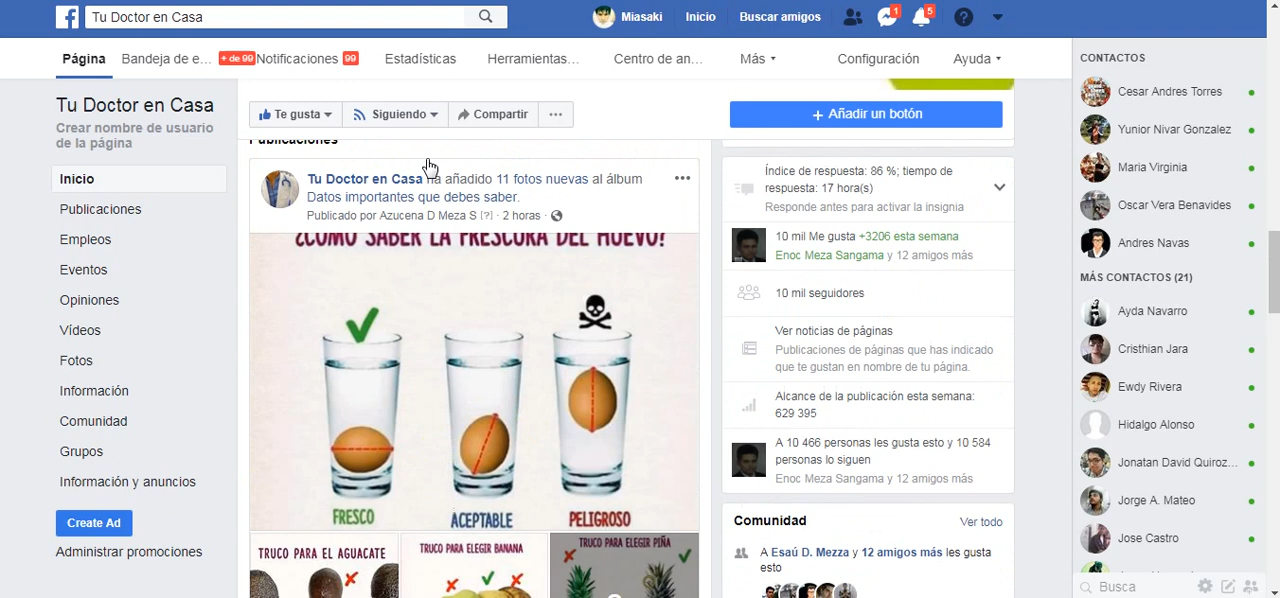 Tu Doctor en Casa
Miasaki
Inicio
Buscar amigos
1
5
Página
Bandeja de e...
+ de 99
Notificaciones
99
Estadísticas
Herramientas...
Centro de an...
Más
Configuración
Ayuda
Tu Doctor en Casa
Crear nombre de usuario
de la página
Inicio
Publicaciones
Empleos
Eventos
Opiniones
Vídeos
Fotos
Información
Comunidad
Grupos
Información y anuncios
Create Ad
Administrar promociones
Te gusta
Siguiendo
Compartir
...
+ Añadir un botón
Publicaciones
Tu Doctor en Casa ha añadido 11 fotos nuevas al álbum
Datos importantes que debes saber.
Publicado por Azucena D Meza S [?] · 2 horas ·
¿CÓMO SABER LA FRESCURA DEL HUEVO?
FRESCO
ACEPTABLE
PELIGROSO
TRUCO PARA EL AGUACATE
TRUCO PARA ELEGIR BANANA
TRUCO PARA ELEGIR PIÑA
Índice de respuesta: 86 %; tiempo de
respuesta: 17 hora(s)
Responde antes para activar la insignia
10 mil Me gusta +3206 esta semana
Enoc Meza Sangama y 12 amigos más
10 mil seguidores
Ver noticias de páginas
Publicaciones de páginas que has indicado
que te gustan en nombre de tu página.
Alcance de la publicación esta semana:
629 395
A 10 466 personas les gusta esto y 10 584
personas lo siguen
Enoc Meza Sangama y 12 amigos más
Comunidad
Ver todo
A Esaú D. Mezza y 12 amigos más les gusta
esto
CONTACTOS
Cesar Andres Torres
Yunior Nivar Gonzalez
Maria Virginia
Oscar Vera Benavides
Andres Navas
MÁS CONTACTOS (21)
Ayda Navarro
Cristhian Jara
Ewdy Rivera
Hidalgo Alonso
Jonatan David Quiroz...
Jorge A. Mateo
Jose Castro
Busca